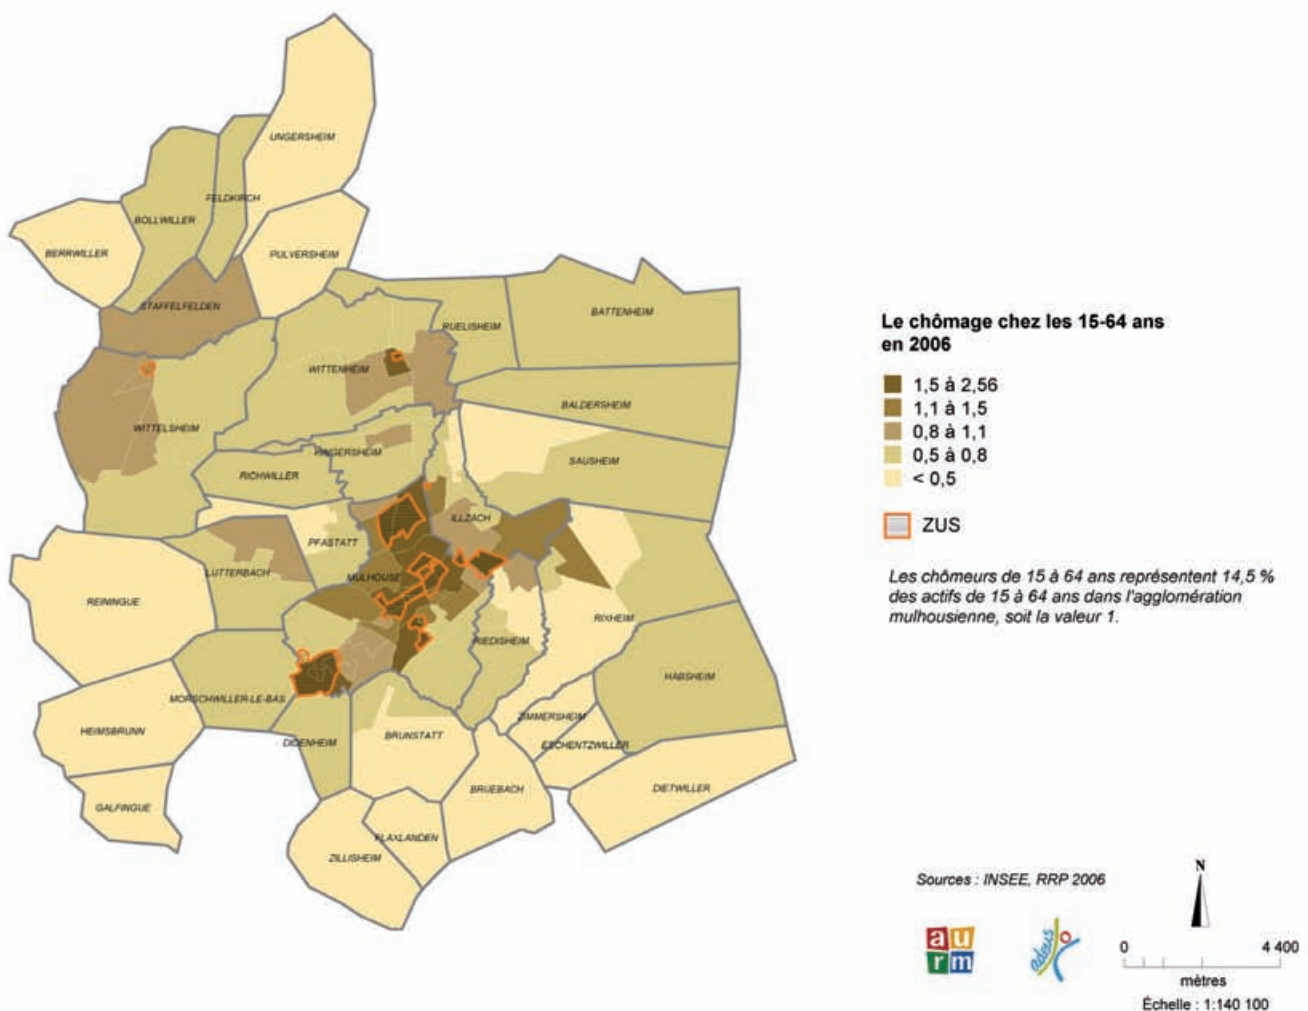 UNGERSHEIM
FELDKIRCH
BOLLWILLER
BERRWILLER
PULVERSHEIM
STAFFELFELDEN
BATTENHEIM
RUELISHEIM
WITTENHEIM
BALDERSHEIM
WITTELSHEIM
KINGERSHEIM
SAUSHEIM
RICHWILLER
ILLZACH
PFASTATT
LUTTERBACH
MULHOUSE
REININGUE
RIXHEIM
RIEDISHEIM
HABSHEIM
MORSCHWILLER-LE-BAS
ZIMMERSHEIM
HEIMSBRUNN
DIDENHEIM
BRUNSTATT
ESCHENTZWILLER
BRUEBACH
DIETWILLER
GALFINGUE
FLAXLANDEN
ZILLISHEIM
Le chômage chez les 15-64 ans
en 2006
1,5 à 2,56
1,1 à 1,5
0,8 à 1,1
0,5 à 0,8
< 0,5
ZUS
Les chômeurs de 15 à 64 ans représentent 14,5 %
des actifs de 15 à 64 ans dans l'agglomération
mulhousienne, soit la valeur 1.
Sources : INSEE, RRP 2006
au
rm
adeus
N
0 4 400
mètres
Échelle : 1:140 100